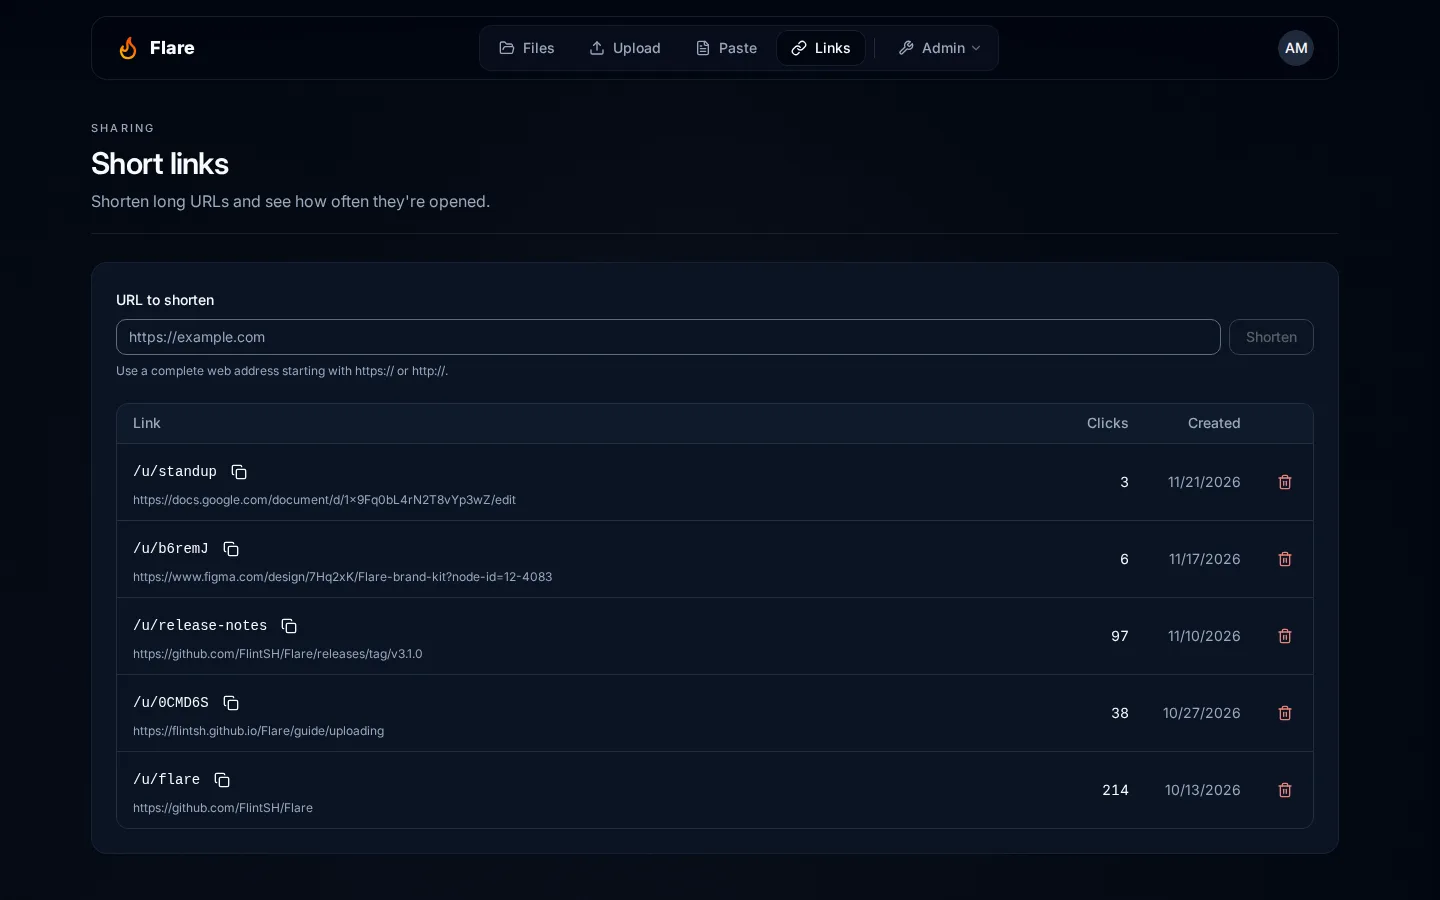 Flare
Files
Upload
Paste
Links
Admin
AM
SHARING
Short links
Shorten long URLs and see how often they're opened.
URL to shorten
https://example.com
Shorten
Use a complete web address starting with https:// or http://.
Link Clicks Created
/u/standup
https://docs.google.com/document/d/1x9Fq0bL4rN2T8vYp3wZ/edit
3 11/21/2026
/u/b6remJ
https://www.figma.com/design/7Hq2xK/Flare-brand-kit?node-id=12-4083
6 11/17/2026
/u/release-notes
https://github.com/FlintSH/Flare/releases/tag/v3.1.0
97 11/10/2026
/u/0CMD6S
https://flintsh.github.io/Flare/guide/uploading
38 10/27/2026
/u/flare
https://github.com/FlintSH/Flare
214 10/13/2026